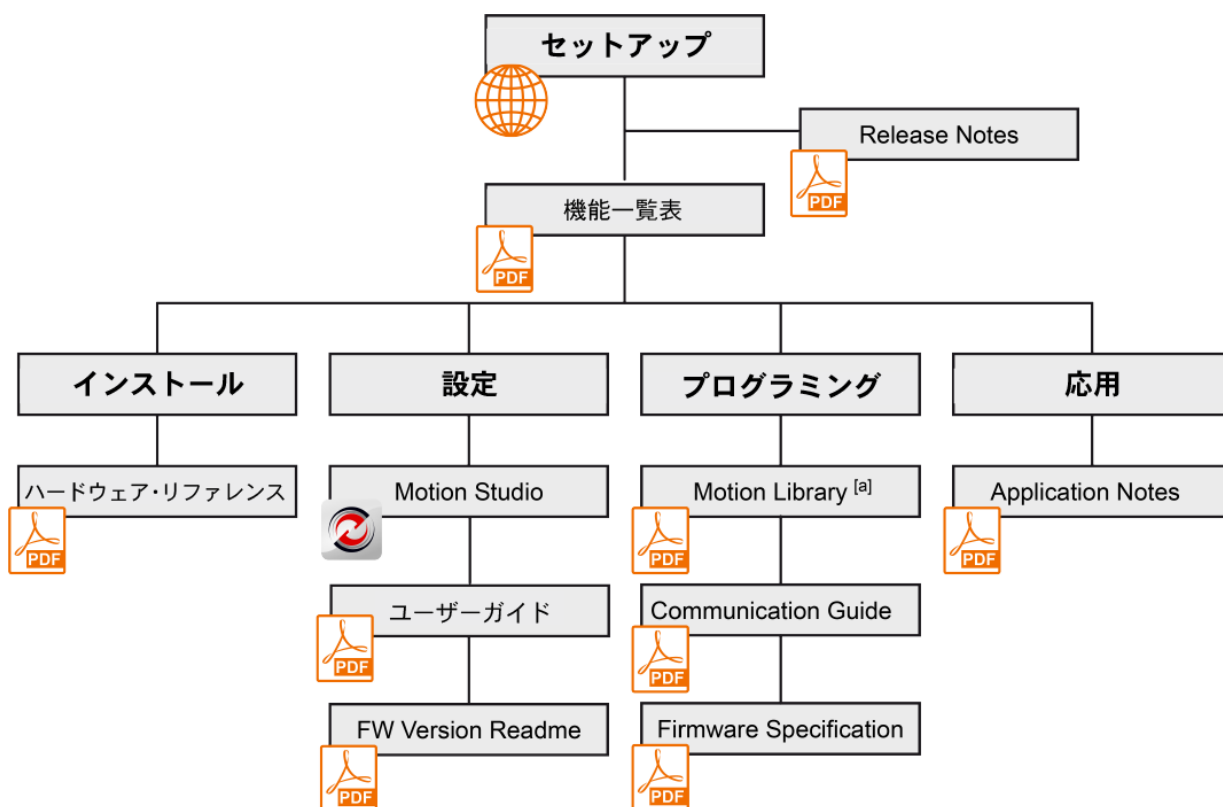 セットアップ
Release Notes
PDF
機能一覧表
PDF
インストール
設定
プログラミング
応用
ハードウェア・リファレンス
PDF
Motion Studio
Motion Library [a]
PDF
Application Notes
PDF
ユーザーガイド
PDF
Communication Guide
PDF
FW Version Readme
PDF
Firmware Specification
PDF